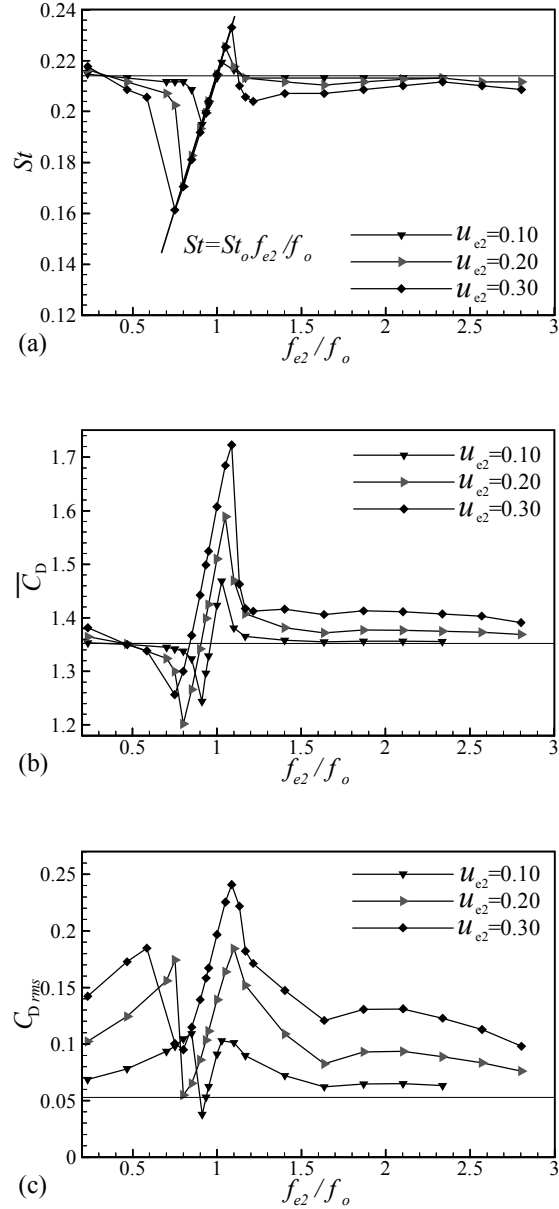 0.24
0.22
0.20
0.18
0.16
0.14
0.12
St
St=St_o f_e2/f_o
u_e2=0.10
u_e2=0.20
u_e2=0.30
0.5 1 1.5 2 2.5 3
(a)
f_e2/f_o
1.7
1.6
1.5
1.4
1.3
1.2
C̅_D
u_e2=0.10
u_e2=0.20
u_e2=0.30
0.5 1 1.5 2 2.5 3
(b)
f_e2/f_o
0.25
0.2
0.15
0.1
0.05
0
C_D rms
u_e2=0.10
u_e2=0.20
u_e2=0.30
0.5 1 1.5 2 2.5 3
(c)
f_e2/f_o